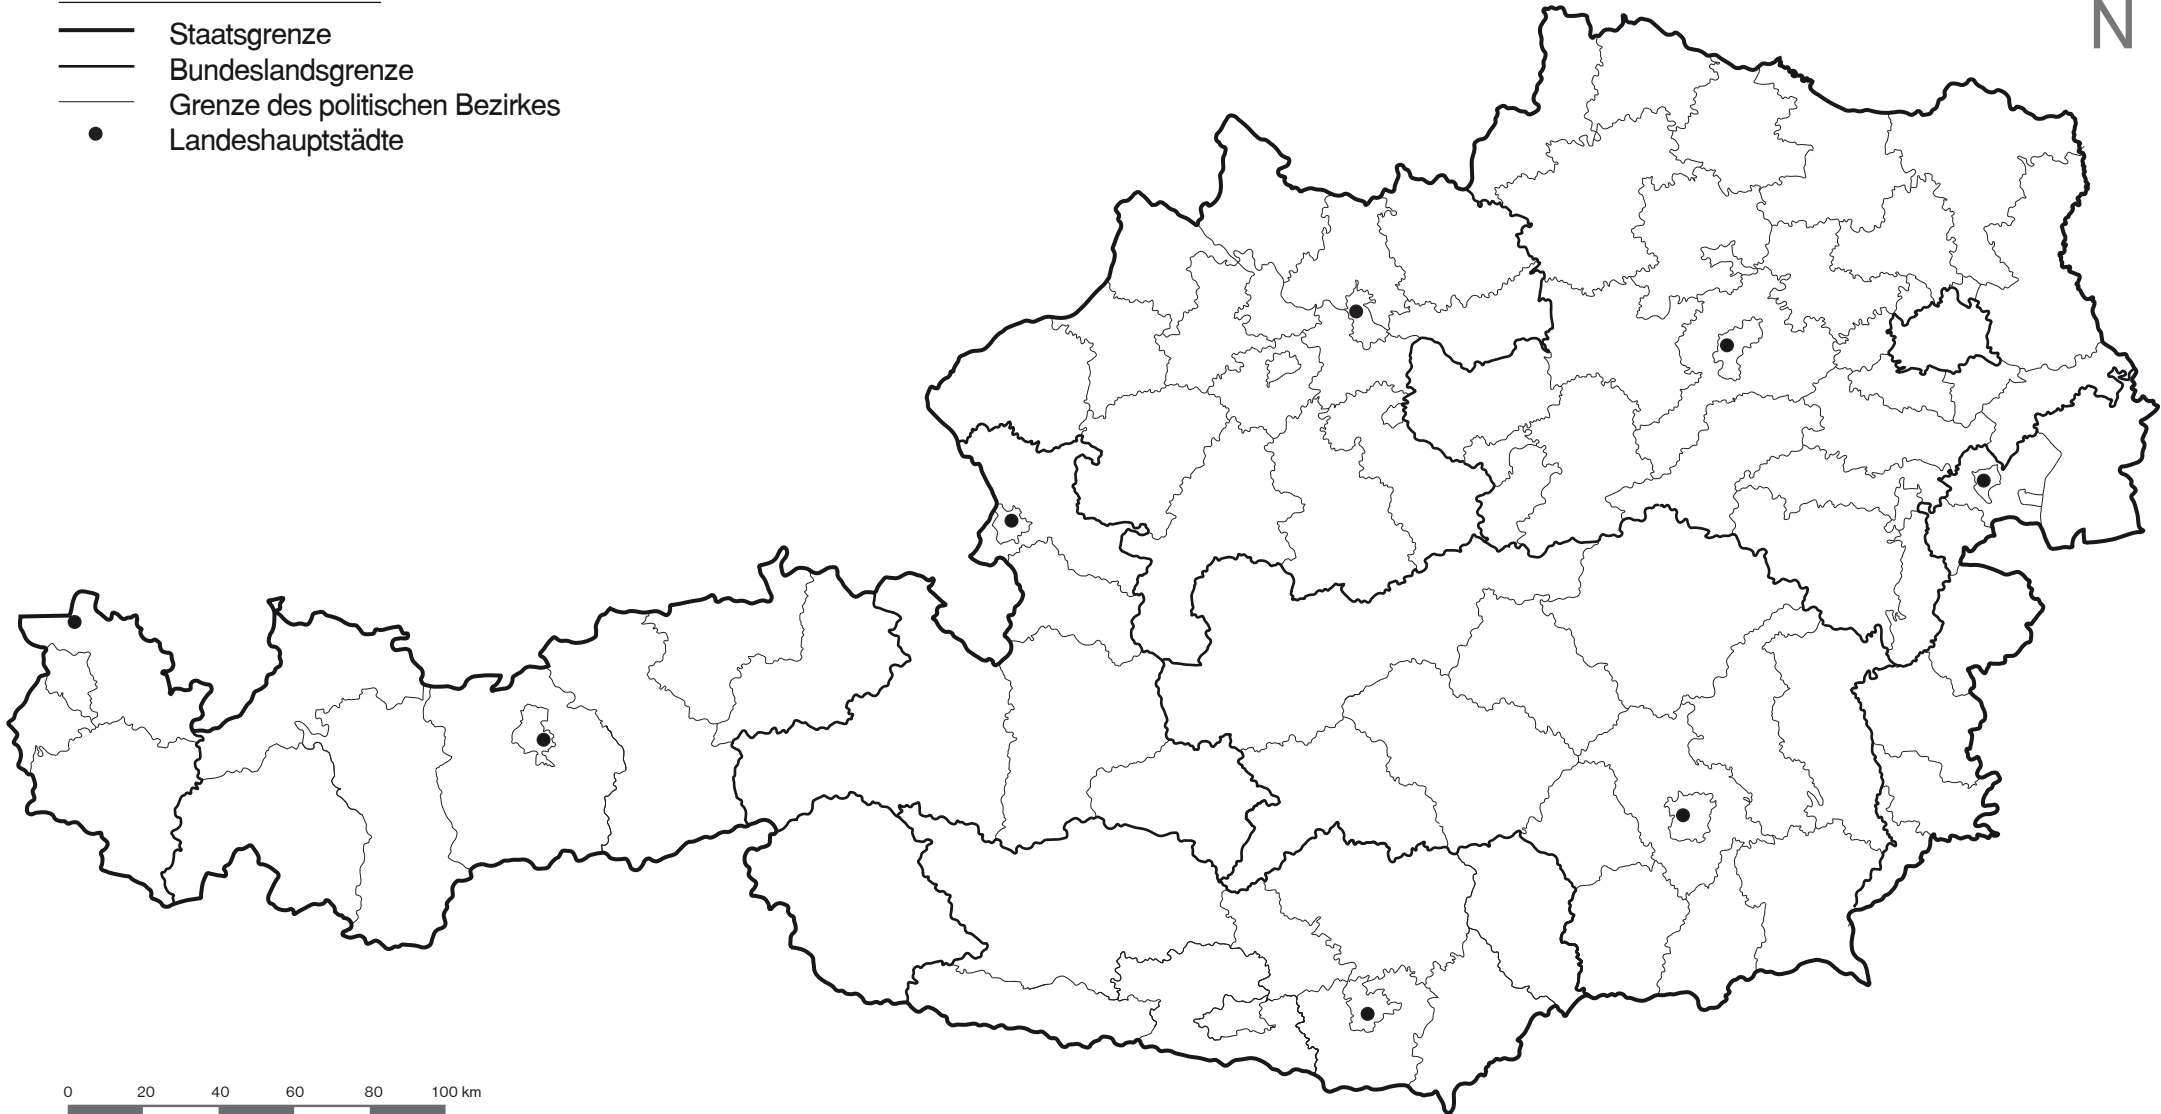 N
Staatsgrenze
Bundeslandsgrenze
Grenze des politischen Bezirkes
Landeshauptstädte
0 20 40 60 80 100 km